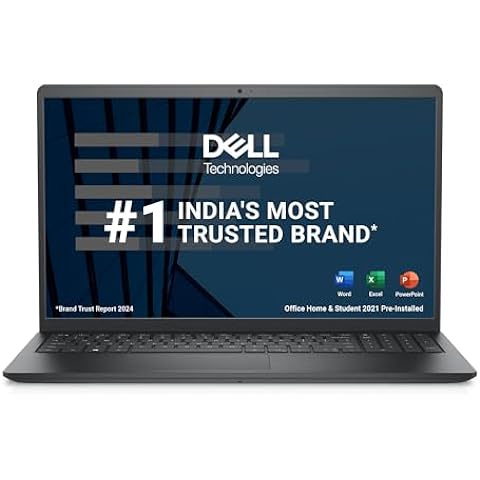 DELL
Technologies
#1 INDIA'S MOST
TRUSTED BRAND*
Word Excel PowerPoint
*Brand Trust Report 2024
Office Home & Student 2021 Pre-Installed